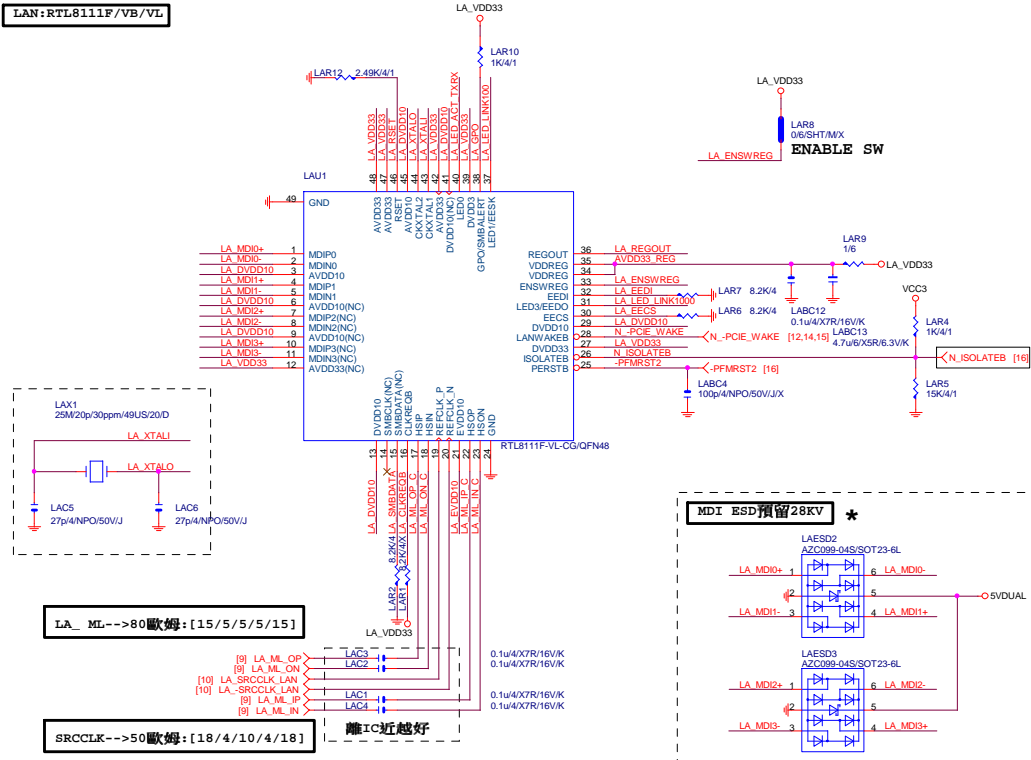 LAN:RTL8111F/VB/VL
LA_VDD33
LAR10
1K/4/1
LAR12 2.49K/4/1
LA_VDD33
LA_VDD33
LA_RSET
LA_DVDD10
LA_XTALO
LA_XTALI
LA_VDD33
LA_DVDD10
LA_LED_ACT_TXRX
LA_VDD33
LA_GPO
LA_LED_LINK100
48
47
46
45
44
43
42
41
40
39
38
37
LA_VDD33
LAR8
0/6/SHT/M/X
ENABLE SW
LA_ENSWREG
LAU1
49 GND
AVDD33
AVDD33
RSET
AVDD10
CKXTAL2
CKXTAL1
AVDD33
DVDD10(NC)
LED0
DVDD3
GPO/SMBALERT
LED1/EESK
LA_MDI0+ 1 MDIP0
LA_MDI0- 2 MDIN0
LA_DVDD10 3 AVDD10
LA_MDI1+ 4 MDIP1
LA_MDI1- 5 MDIN1
LA_DVDD10 6 AVDD10(NC)
LA_MDI2+ 7 MDIP2(NC)
LA_MDI2- 8 MDIN2(NC)
LA_DVDD10 9 AVDD10(NC)
LA_MDI3+ 10 MDIP3(NC)
LA_MDI3- 11 MDIN3(NC)
LA_VDD33 12 AVDD33(NC)
REGOUT 36 LA_REGOUT
VDDREG 35 AVDD33_REG
VDDREG 34
ENSWREG 33 LA_ENSWREG
EEDI 32 LA_EEDI
LED3/EEDO 31 LA_LED_LINK1000
EECS 30 LA_EECS
DVDD10 29 LA_DVDD10
LANWAKEB 28 N_-PCIE_WAKE
DVDD33 27 LA_VDD33
ISOLATEB 26 N_ISOLATEB
PERSTB 25 -PFMRST2
LAR9
1/6
LA_VDD33
LAR7 8.2K/4
LAR6 8.2K/4
LABC12
0.1u/4/X7R/16V/K
LABC13
4.7u/6/X5R/6.3V/K
VCC3
LAR4
1K/4/1
N_-PCIE_WAKE [12,14,15]
N_ISOLATEB [16]
-PFMRST2 [16]
LAR5
15K/4/1
LABC4
100p/4/NPO/50V/J/X
DVDD10
SMBCLK(NC)
SMBDATA(NC)
CLKREQB
HSIP
HSIN
REFCLK_P
REFCLK_N
EVDD10
HSOP
HSON
GND
RTL8111F-VL-CG/QFN48
13
14
15
16
17
18
19
20
21
22
23
24
LA_DVDD10
LA_SMBDATA
LA_CLKREQB
LA_ML_OP_C
LA_ML_ON_C
LA_EVDD10
LA_ML_IP_C
LA_ML_IN_C
8.2K/4
8.2K/4/X
LAR2
LAR1
LA_VDD33
LAX1
25M/20p/30ppm/49US/20/D
LA_XTALI
LA_XTALO
LAC5
27p/4/NPO/50V/J
LAC6
27p/4/NPO/50V/J
LA_ ML-->80歐姆:[15/5/5/5/15]
[9] LA_ML_OP LAC3 0.1u/4/X7R/16V/K
[9] LA_ML_ON LAC2 0.1u/4/X7R/16V/K
[10] LA_SRCCLK_LAN
[10] LA_-SRCCLK_LAN
[9] LA_ML_IP LAC1 0.1u/4/X7R/16V/K
[9] LA_ML_IN LAC4 0.1u/4/X7R/16V/K
離IC近越好
SRCCLK-->50歐姆:[18/4/10/4/18]
MDI ESD預留28KV *
LAESD2
AZC099-04S/SOT23-6L
LA_MDI0+ 1 6 LA_MDI0-
2 5 5VDUAL
LA_MDI1- 3 4 LA_MDI1+
LAESD3
AZC099-04S/SOT23-6L
LA_MDI2+ 1 6 LA_MDI2-
2 5
LA_MDI3- 3 4 LA_MDI3+